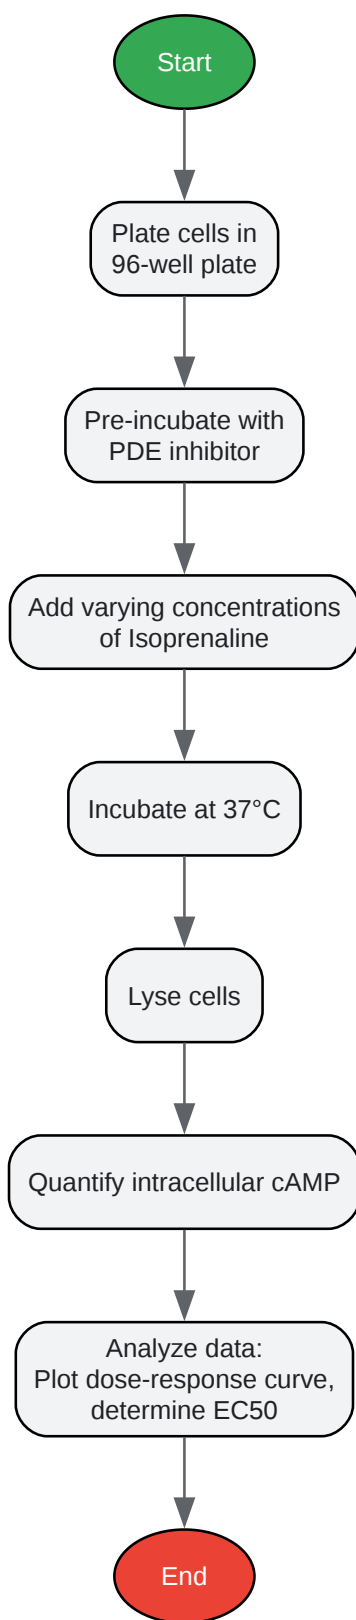 Start
Plate cells in
96-well plate
Pre-incubate with
PDE inhibitor
Add varying concentrations
of Isoprenaline
Incubate at 37°C
Lyse cells
Quantify intracellular cAMP
Analyze data:
Plot dose-response curve,
determine EC50
End